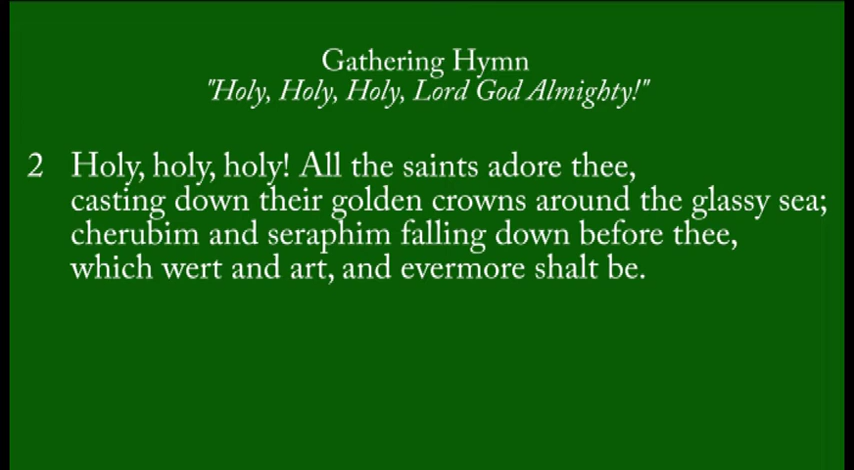 Gathering Hymn
"Holy, Holy, Holy, Lord God Almighty!"
2 Holy, holy, holy! All the saints adore thee,
casting down their golden crowns around the glassy sea;
cherubim and seraphim falling down before thee,
which wert and art, and evermore shalt be.